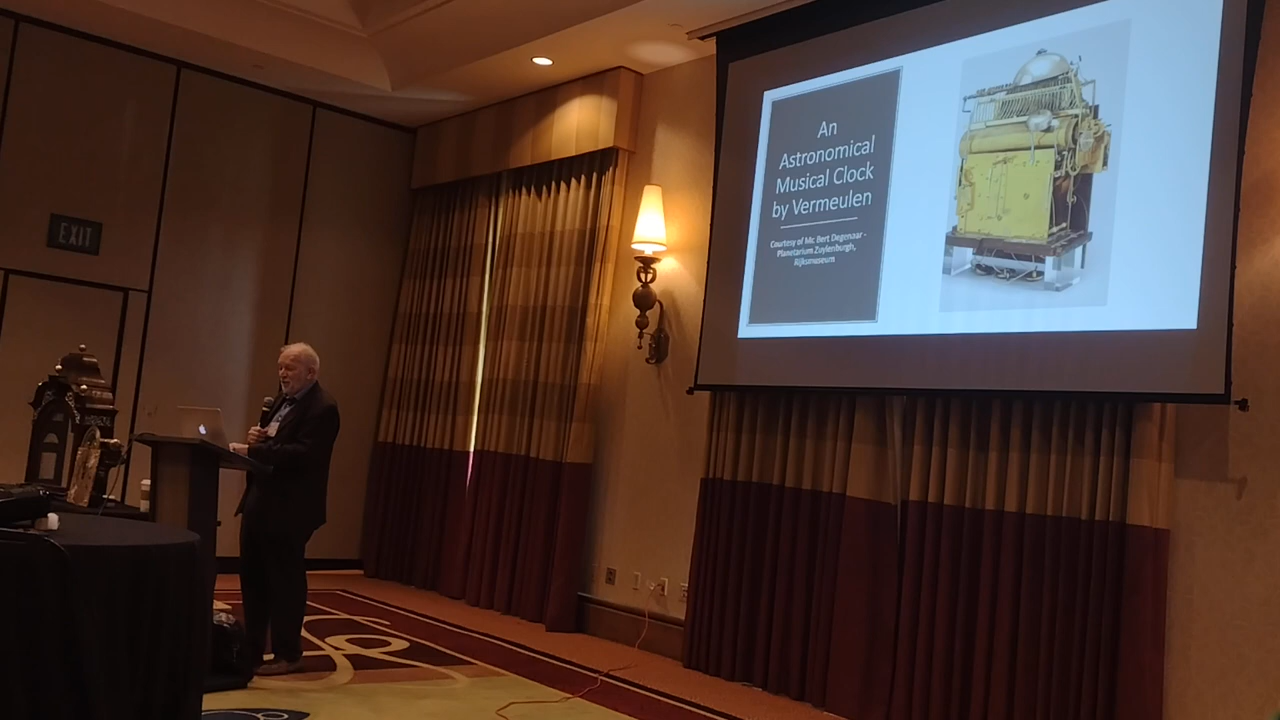 EXIT
An
Astronomical
Musical Clock
by Vermeulen
Courtesy of Mr. Bert Degenaar -
Planetarium Zuylenburgh,
Rijksmuseum